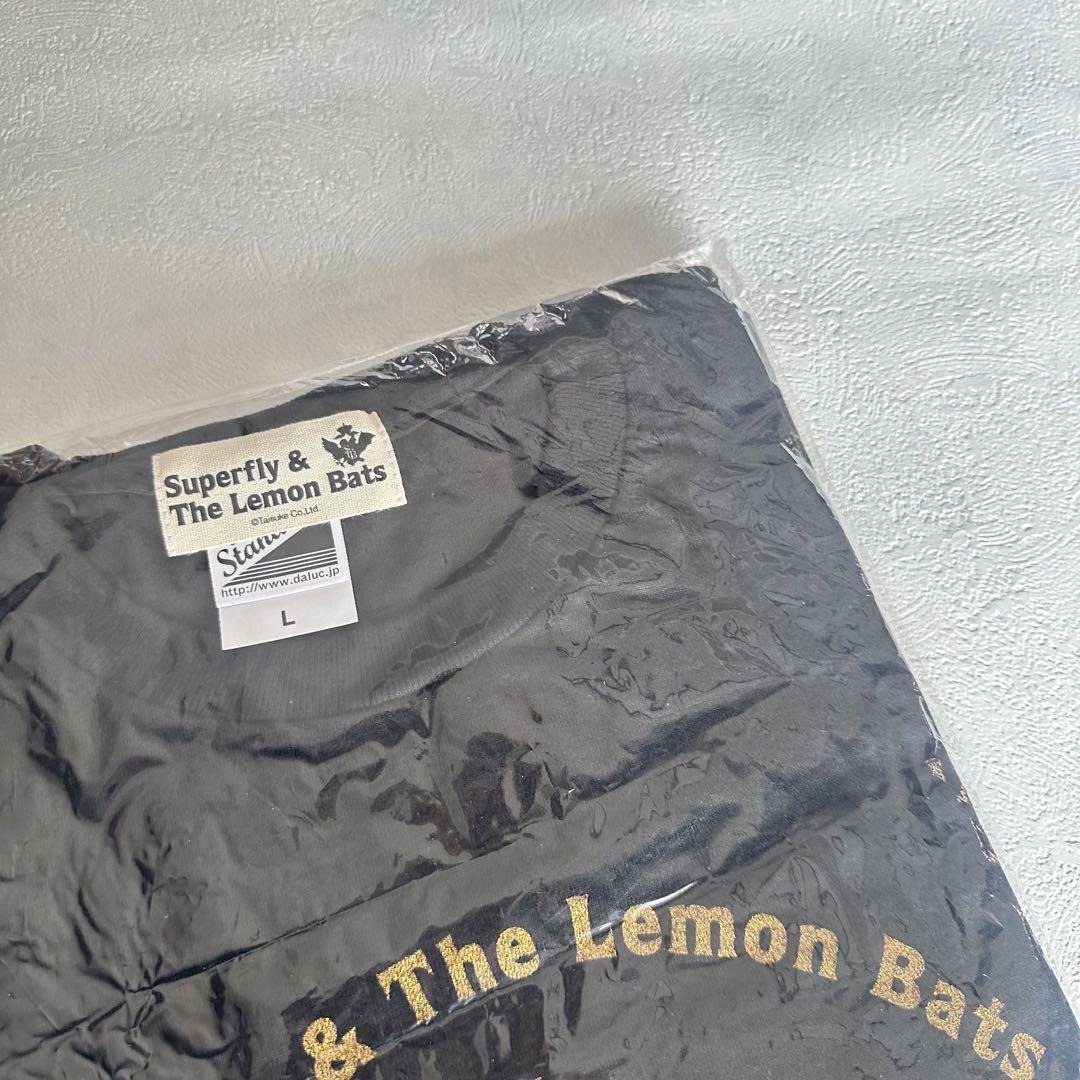 Superfly &
The Lemon Bats
©Taisuke Co,.Ltd.
http://www.daluc.jp
L
& The Lemon Bats